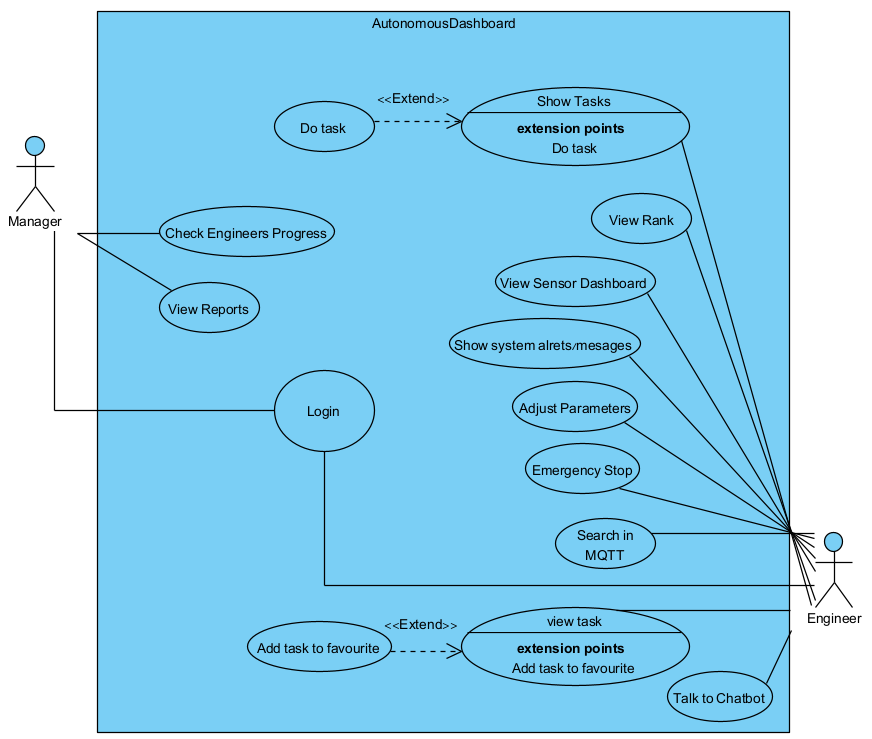 AutonomousDashboard
<<Extend>>
Show Tasks
extension points
Do task
Do task
Manager
View Rank
Check Engineers Progress
View Sensor Dashboard
View Reports
Show system alrets/mesages
Login
Adjust Parameters
Emergency Stop
Search in
MQTT
Engineer
<<Extend>>
view task
extension points
Add task to favourite
Add task to favourite
Talk to Chatbot